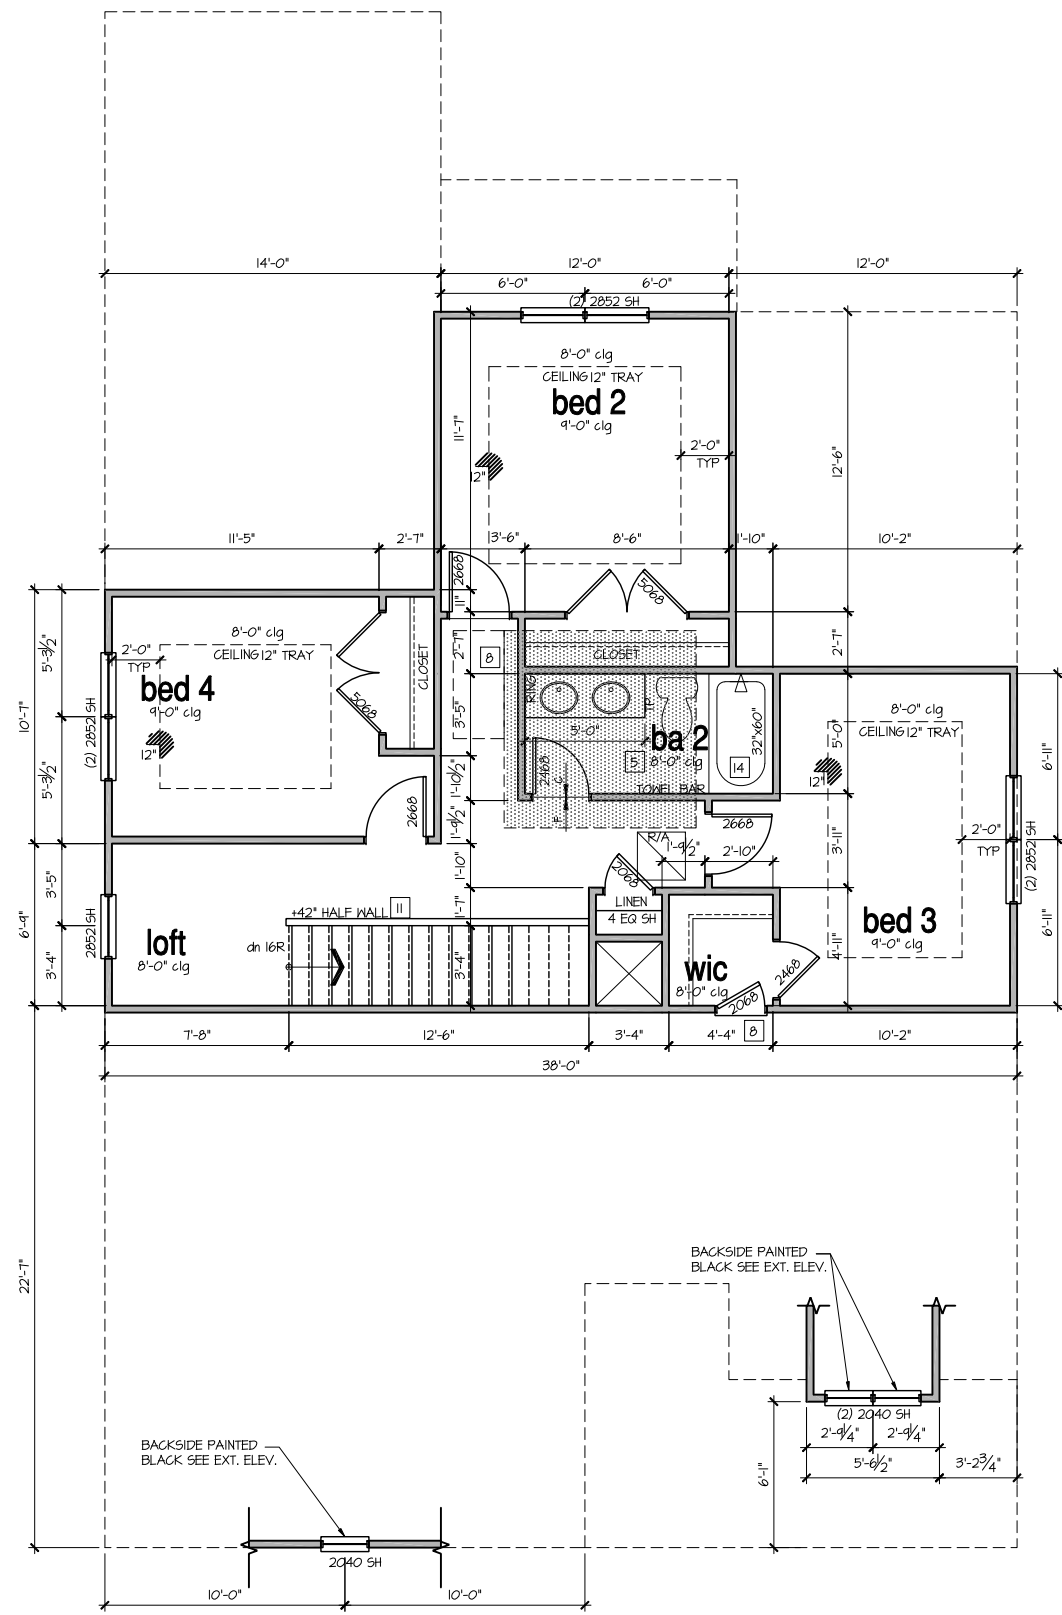 14'-0"
12'-0"
12'-0"
6'-0"
6'-0"
(2) 2852 SH
8'-0" clg
CEILING 12" TRAY
bed 2
9'-0" clg
11'-7"
2'-0"
TYP
12"
12'-6"
11'-5"
2'-7"
3'-6"
8'-6"
1'-10"
10'-2"
2668
5068
11"
8'-0" clg
CEILING 12" TRAY
2'-0"
TYP
bed 4
9'-0" clg
12"
5068
CLOSET
2668
(2) 2852 SH
5'-3 1/2"
5'-3 1/2"
10'-7"
2'-7"
8
CLOSET
2'-7"
RING
3'-5"
5'-0"
TP
ba 2
8'-0" clg
5
32"x60"
14
2468
C
F
TOWEL BAR
1'-10 1/2"
1'-9 1/2"
8'-0" clg
CEILING 12" TRAY
5'-0"
12"
2'-0"
TYP
(2) 2852 SH
6'-11"
6'-11"
2668
R/A
1'-9 1/2"
2'-10"
3'-11"
1'-10"
2068
LINEN
4 EQ SH
1'-7"
3'-5"
6'-9"
3'-4"
2852 SH
+42" HALF WALL
11
loft
8'-0" clg
dn 16R
3'-4"
wic
8'-0" clg
2468
2068
4'-11"
bed 3
9'-0" clg
7'-8"
12'-6"
3'-4"
4'-4"
8
10'-2"
38'-0"
22'-7"
BACKSIDE PAINTED
BLACK SEE EXT. ELEV.
(2) 2040 SH
2'-9 1/4"
2'-9 1/4"
5'-6 1/2"
3'-2 3/4"
6'-1"
BACKSIDE PAINTED
BLACK SEE EXT. ELEV.
2040 SH
10'-0"
10'-0"